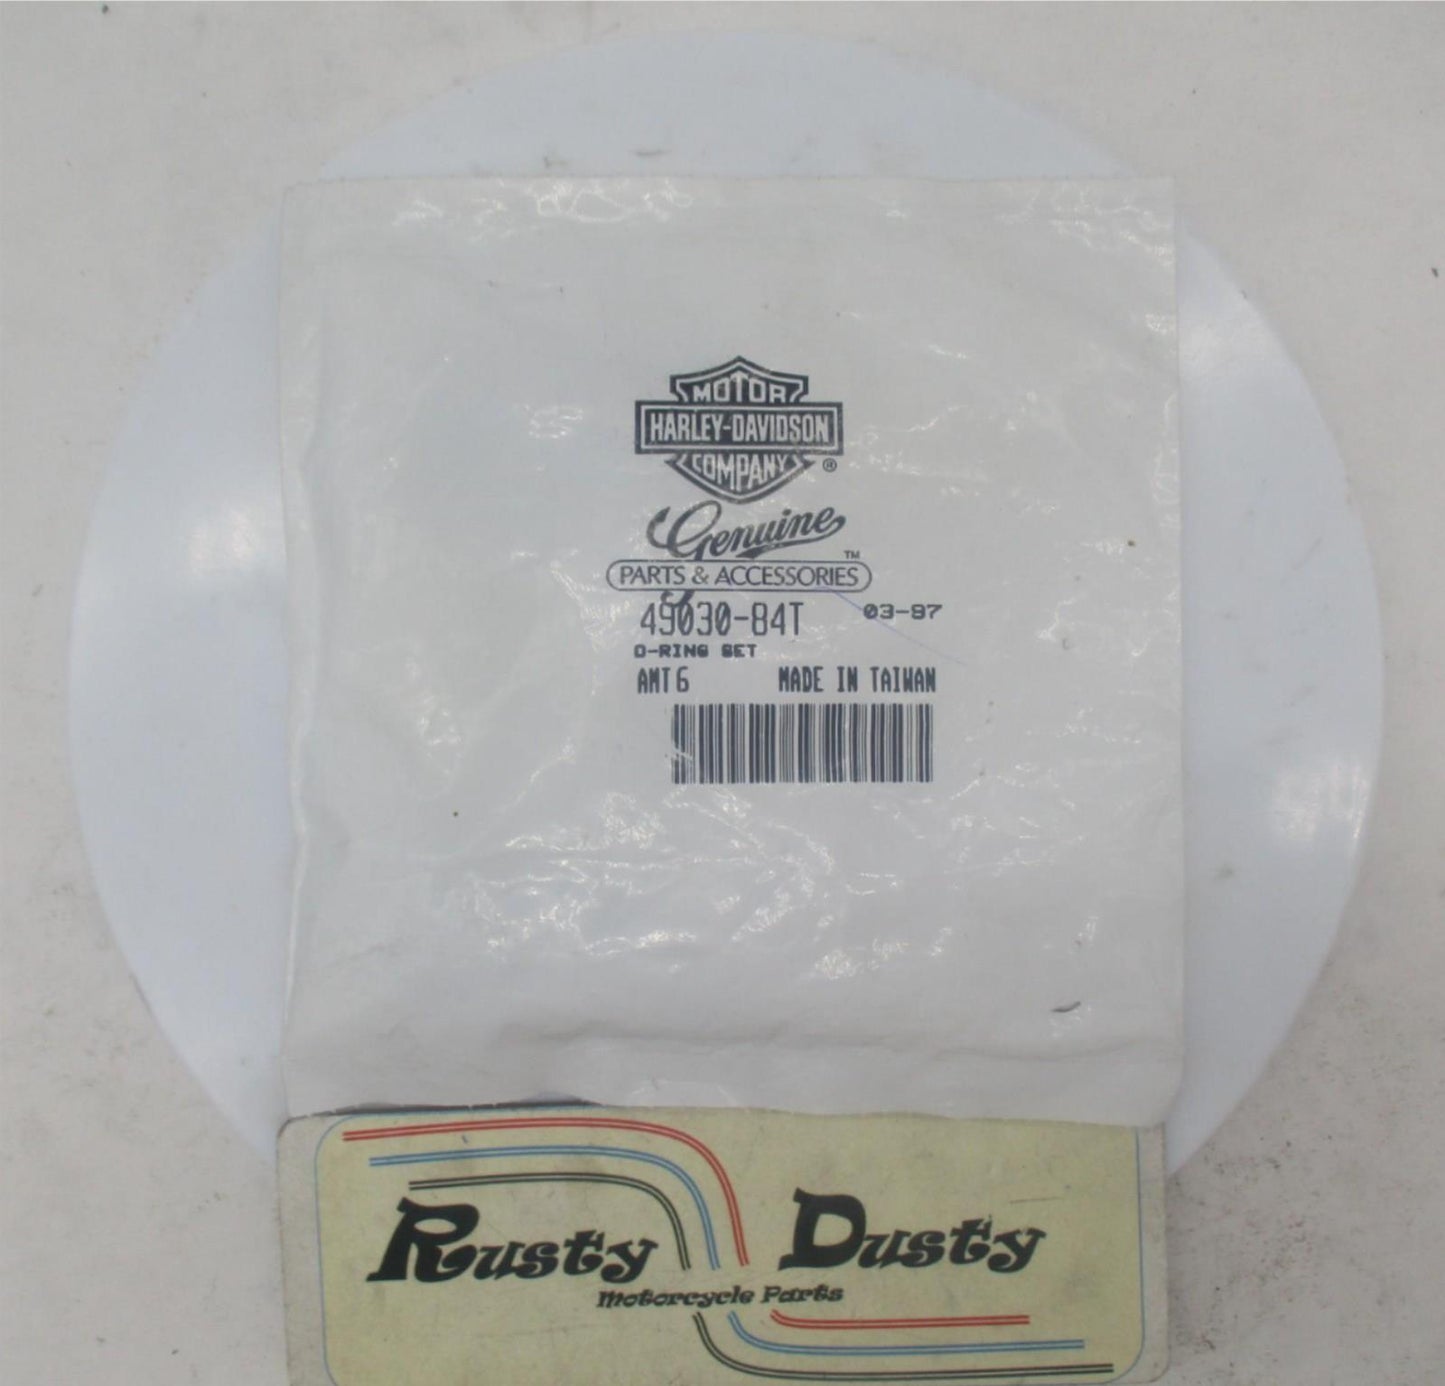 MOTOR
HARLEY-DAVIDSON
COMPANY ®
Genuine
PARTS & ACCESSORIES ™
49030-84T 03-97
O-RING SET
AMT 6 MADE IN TAIWAN
Rusty Dusty
Motorcycle Parts